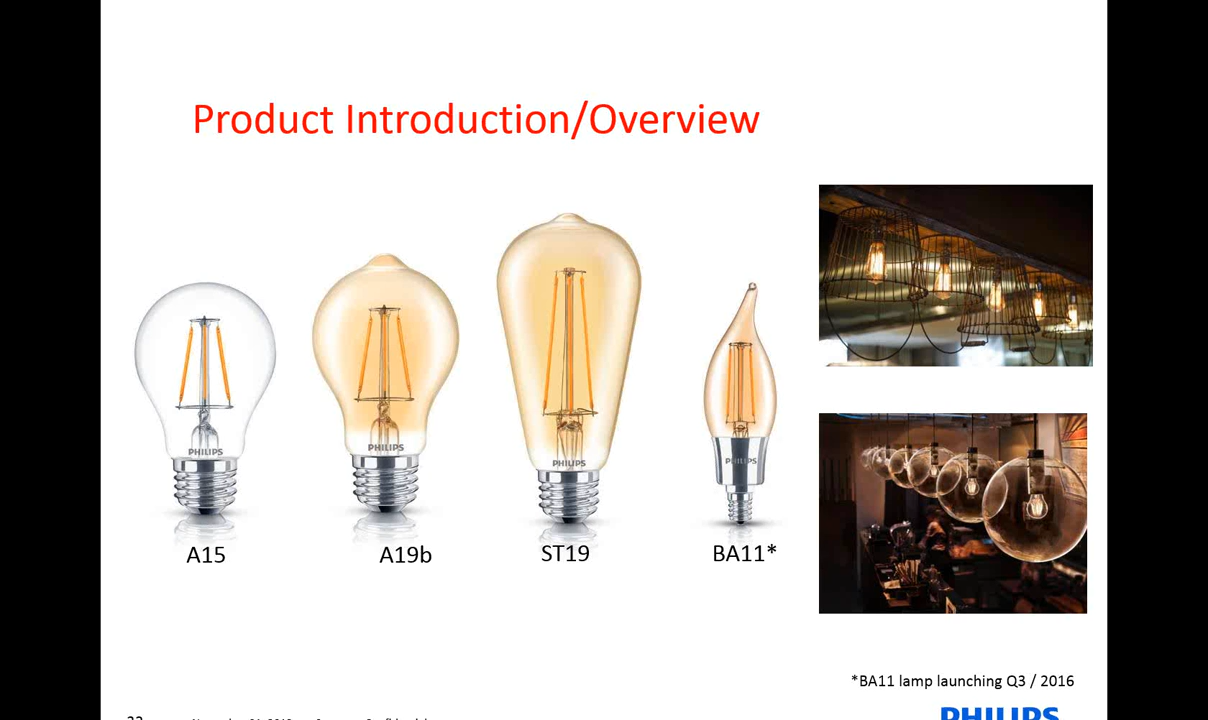 Product Introduction/Overview
PHILIPS
PHILIPS
PHILIPS
PHILIPS
A15
A19b
ST19
BA11*
*BA11 lamp launching Q3 / 2016
PHILIPS